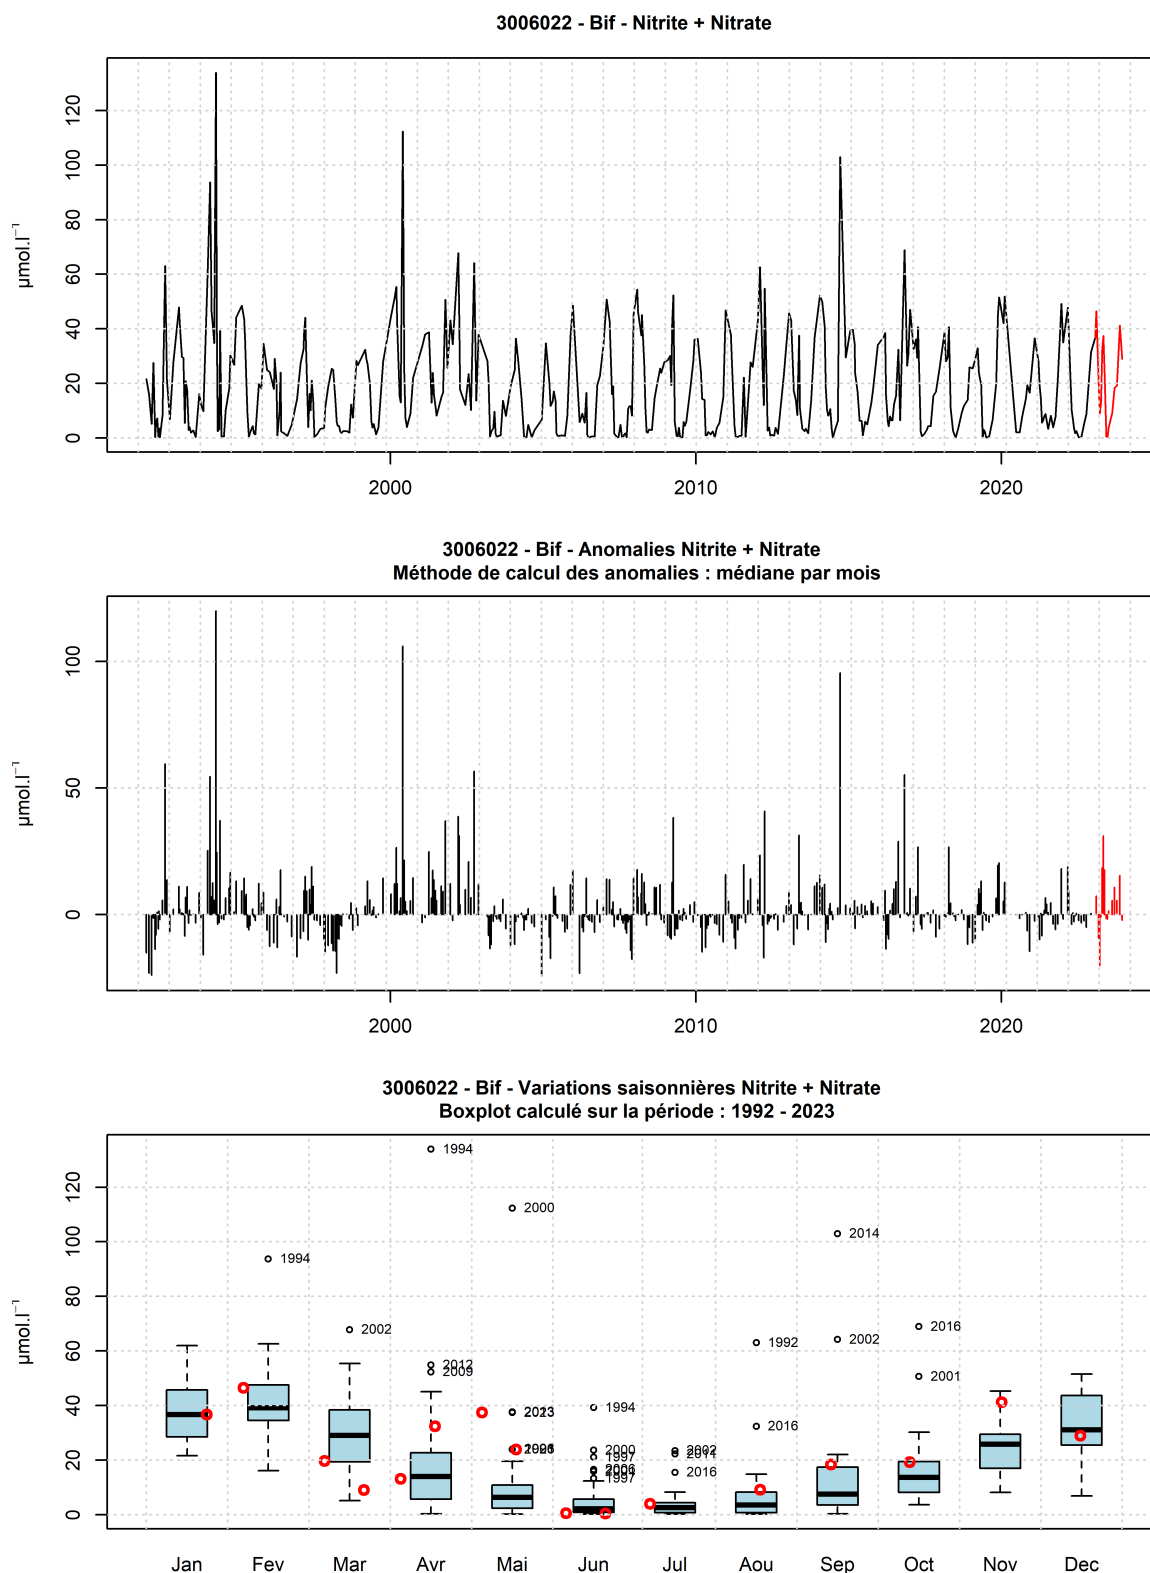 3006022 - Bif - Nitrite + Nitrate
µmol.l⁻¹
0 20 40 60 80 100 120
2000 2010 2020
3006022 - Bif - Anomalies Nitrite + Nitrate
Méthode de calcul des anomalies : médiane par mois
µmol.l⁻¹
0 50 100
2000 2010 2020
3006022 - Bif - Variations saisonnières Nitrite + Nitrate
Boxplot calculé sur la période : 1992 - 2023
µmol.l⁻¹
0 20 40 60 80 100 120
1994
2002
1994
2012
2009
2000
1994
2000
1997
1997
2002
2016
1992
2016
2014
2002
2016
2001
Jan Fev Mar Avr Mai Jun Jul Aou Sep Oct Nov Dec